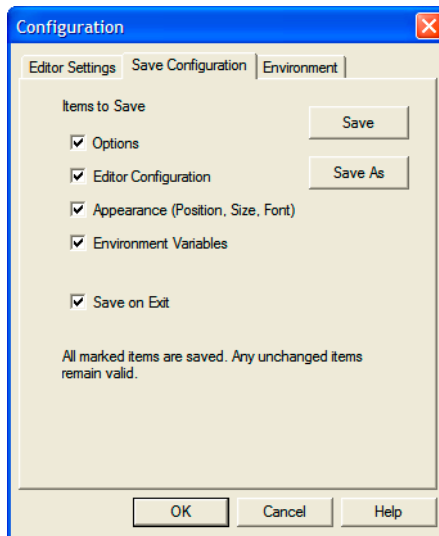 Configuration
Editor Settings Save Configuration Environment
Items to Save
Save
Options
Editor Configuration
Save As
Appearance (Position, Size, Font)
Environment Variables
Save on Exit
All marked items are saved. Any unchanged items
remain valid.
OK Cancel Help